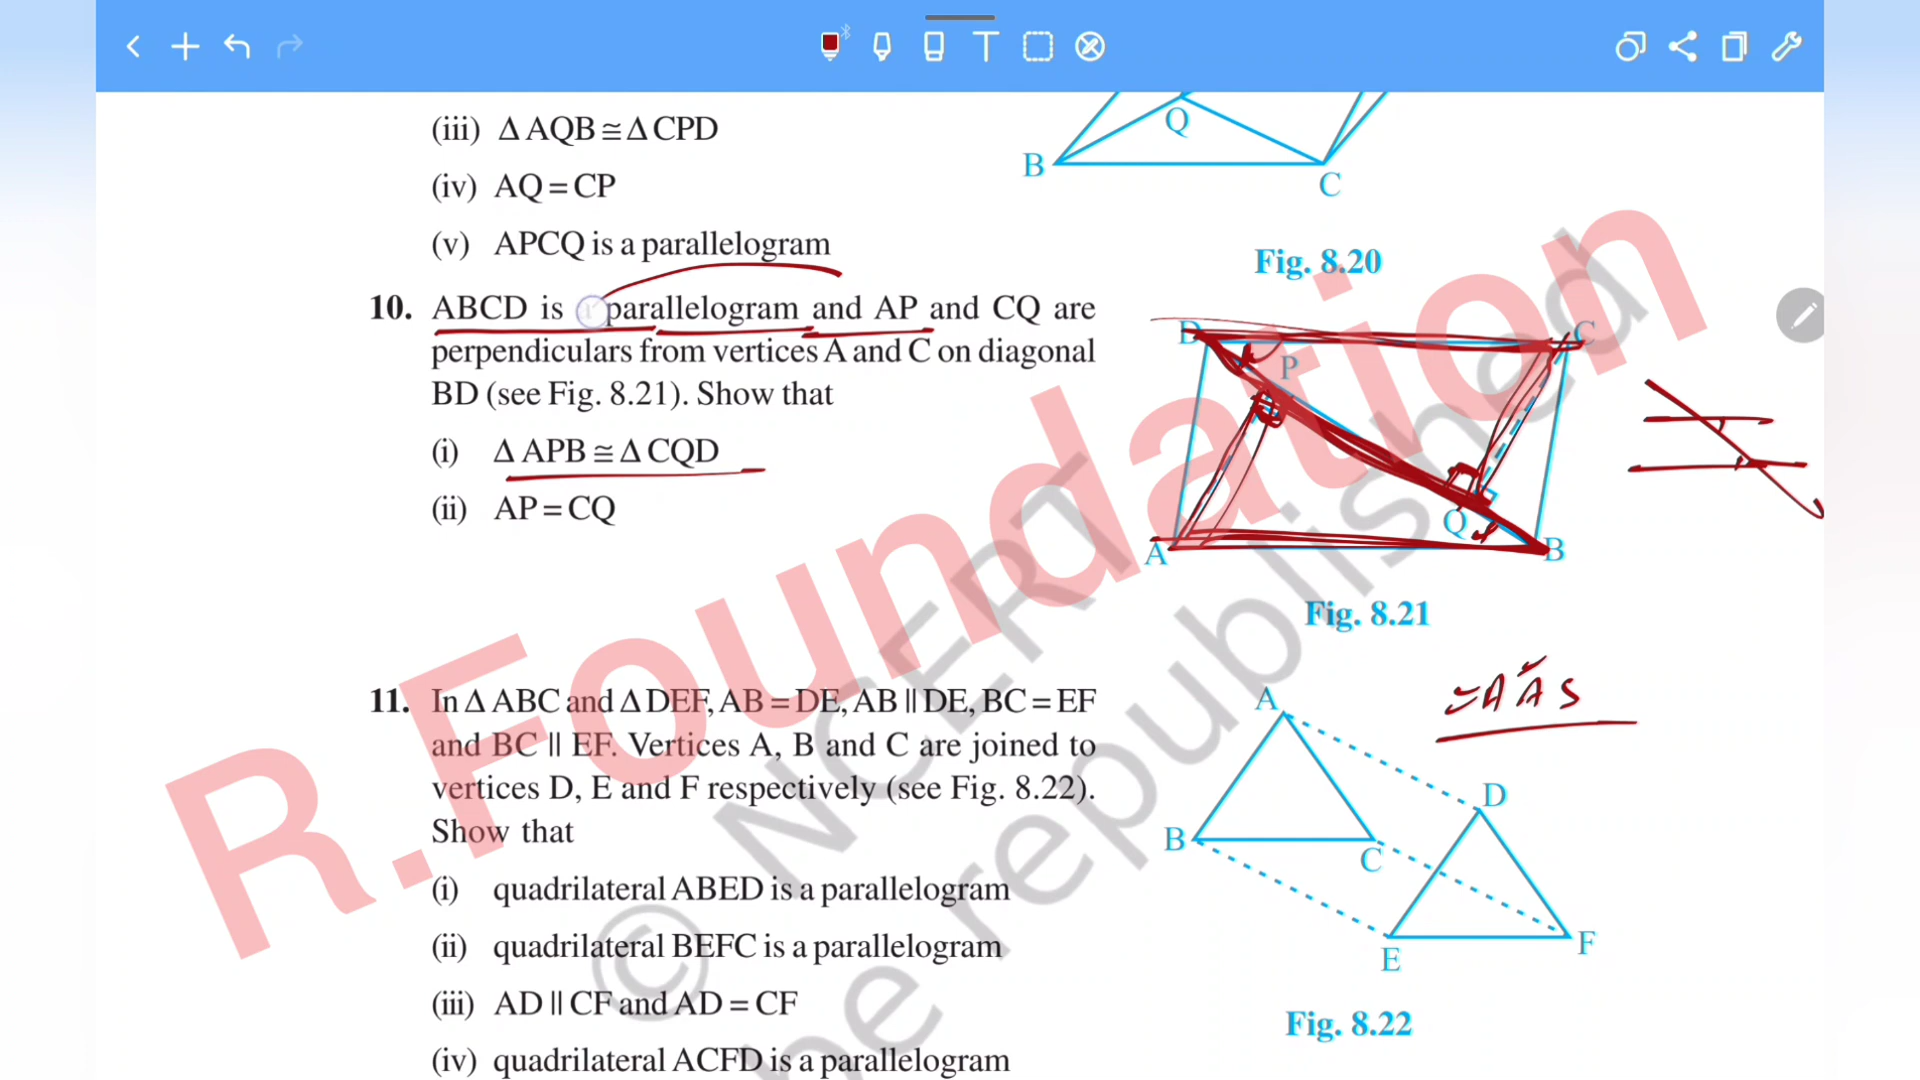 (iii) Δ AQB ≅ Δ CPD
(iv) AQ = CP
(v) APCQ is a parallelogram
Q
B
C
Fig. 8.20
10. ABCD is parallelogram and AP and CQ are
perpendiculars from vertices A and C on diagonal
BD (see Fig. 8.21). Show that
(i) Δ APB ≅ Δ CQD
(ii) AP = CQ
D
C
P
Q
A
B
Fig. 8.21
11. In Δ ABC and Δ DEF, AB = DE, AB || DE, BC = EF
and BC || EF. Vertices A, B and C are joined to
vertices D, E and F respectively (see Fig. 8.22).
Show that
(i) quadrilateral ABED is a parallelogram
(ii) quadrilateral BEFC is a parallelogram
(iii) AD || CF and AD = CF
(iv) quadrilateral ACFD is a parallelogram
AAS
A
D
B
C
E
F
Fig. 8.22
R.Foundation
© NCERT
be republished